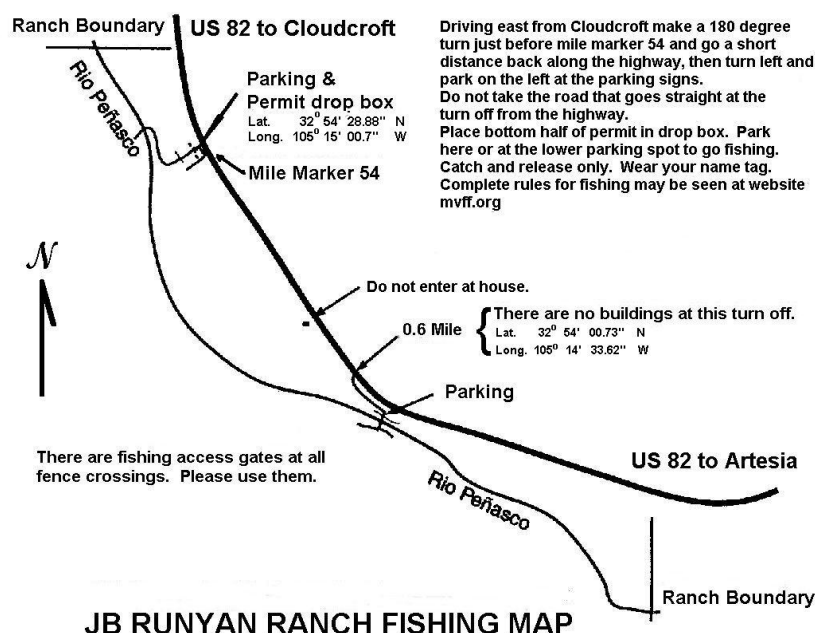 Ranch Boundary
US 82 to Cloudcroft
Driving east from Cloudcroft make a 180 degree
turn just before mile marker 54 and go a short
distance back along the highway, then turn left and
park on the left at the parking signs.
Do not take the road that goes straight at the
turn off from the highway.
Place bottom half of permit in drop box.  Park
here or at the lower parking spot to go fishing.
Catch and release only.  Wear your name tag.
Complete rules for fishing may be seen at website
mvff.org
Rio Peñasco
Parking &
Permit drop box
Lat. 32° 54' 28.88" N
Long. 105° 15' 00.7" W
Mile Marker 54
N
Do not enter at house.
0.6 Mile
There are no buildings at this turn off.
Lat. 32° 54' 00.73" N
Long. 105° 14' 33.62" W
Parking
There are fishing access gates at all
fence crossings.  Please use them.
US 82 to Artesia
Rio Peñasco
Ranch Boundary
JB RUNYAN RANCH FISHING MAP